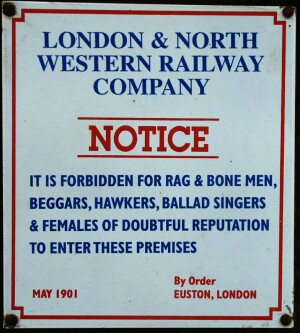 LONDON & NORTH
WESTERN RAILWAY
COMPANY
NOTICE
IT IS FORBIDDEN FOR RAG & BONE MEN,
BEGGARS, HAWKERS, BALLAD SINGERS
& FEMALES OF DOUBTFUL REPUTATION
TO ENTER THESE PREMISES
By Order
MAY 1901 EUSTON, LONDON